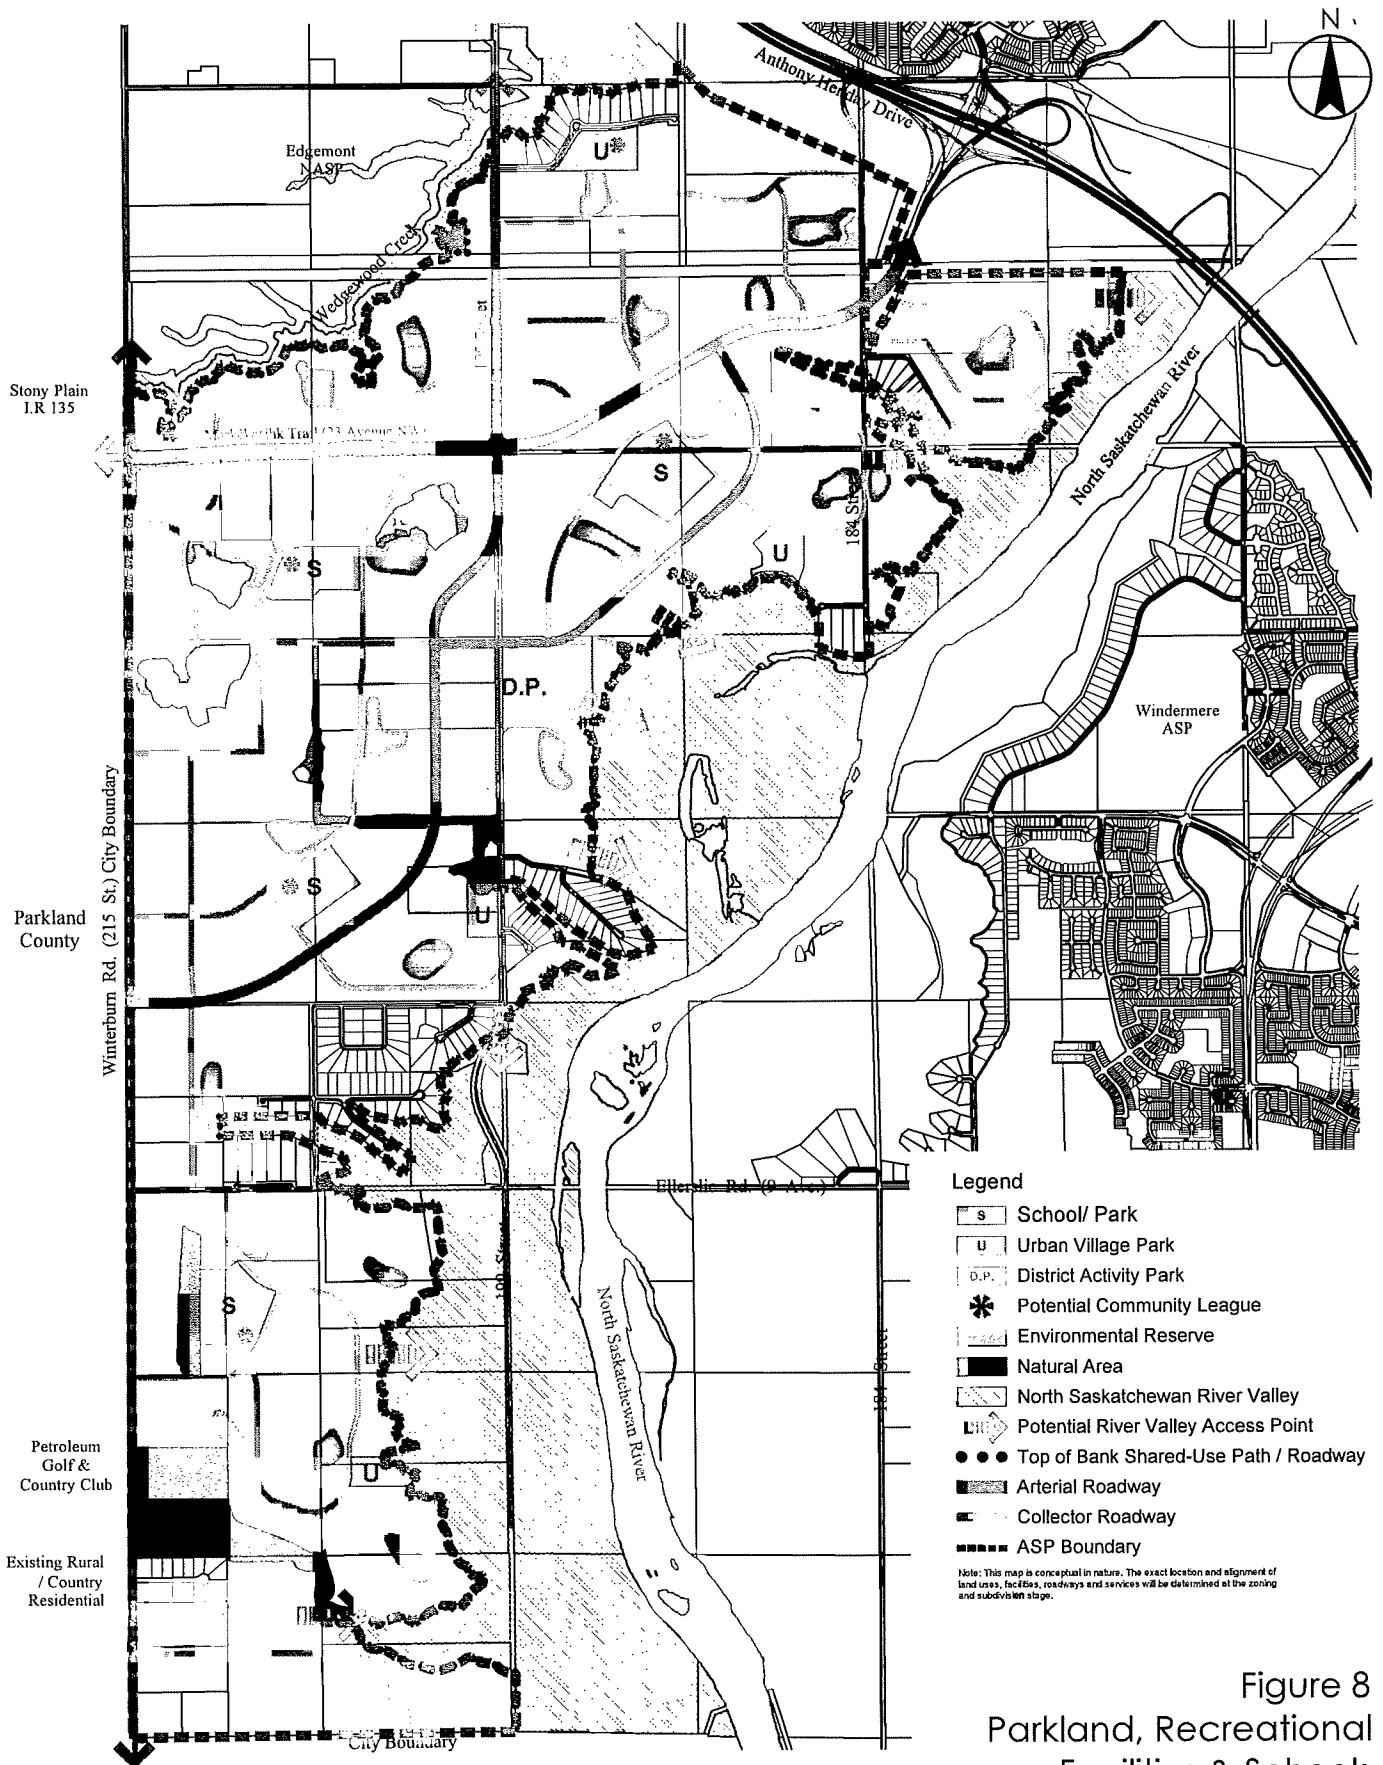 N
Anthony Henday Drive
Edgemont
NASP
U
Wedgewood Creek
Stony Plain
I.R 135
North Saskatchewan River
S
184 Street
S
U
D.P.
Windermere
ASP
Winterburn Rd. (215 St.) City Boundary
S
U
Parkland
County
Ellerslie Rd. (9 Ave.)
S
North Saskatchewan River
184 Street
Petroleum
Golf &
Country Club
U
Existing Rural
/ Country
Residential
City Boundary
Legend
S School/ Park
U Urban Village Park
D.P. District Activity Park
Potential Community League
Environmental Reserve
Natural Area
North Saskatchewan River Valley
Potential River Valley Access Point
Top of Bank Shared-Use Path / Roadway
Arterial Roadway
Collector Roadway
ASP Boundary
Note: This map is conceptual in nature. The exact location and alignment of
land uses, facilities, roadways and services will be determined at the zoning
and subdivision stage.
Figure 8
Parkland, Recreational
Facilities & Schools